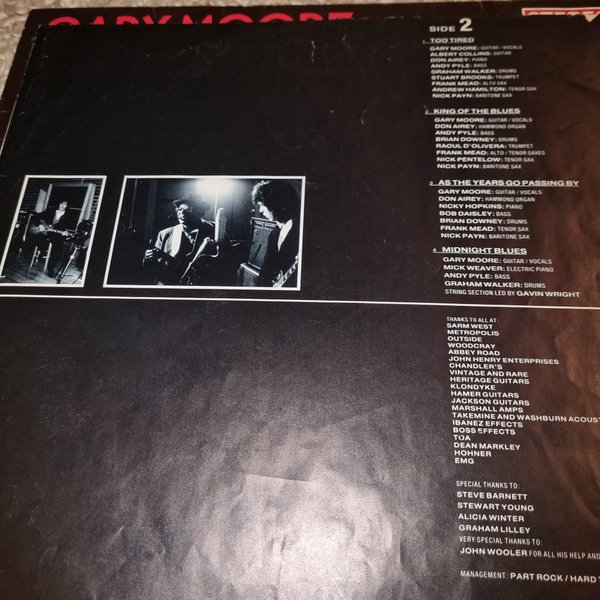 GARY MOORE
STEREO
SIDE 2
1 TOO TIRED
GARY MOORE: GUITAR / VOCALS
ALBERT COLLINS: GUITAR
DON AIREY: PIANO
ANDY PYLE: BASS
GRAHAM WALKER: DRUMS
STUART BROOKS: TRUMPET
FRANK MEAD: ALTO SAX
ANDREW HAMILTON: TENOR SAX
NICK PAYN: BARITONE SAX
2 KING OF THE BLUES
GARY MOORE: GUITAR / VOCALS
DON AIREY: HAMMOND ORGAN
ANDY PYLE: BASS
BRIAN DOWNEY: DRUMS
RAOUL D'OLIVERA: TRUMPET
FRANK MEAD: ALTO / TENOR SAXES
NICK PENTELOW: TENOR SAX
NICK PAYN: BARITONE SAX
3 AS THE YEARS GO PASSING BY
GARY MOORE: GUITAR / VOCALS
DON AIREY: HAMMOND ORGAN
NICKY HOPKINS: PIANO
BOB DAISLEY: BASS
BRIAN DOWNEY: DRUMS
FRANK MEAD: TENOR SAX
NICK PAYN: BARITONE SAX
4 MIDNIGHT BLUES
GARY MOORE: GUITAR / VOCALS
MICK WEAVER: ELECTRIC PIANO
ANDY PYLE: BASS
GRAHAM WALKER: DRUMS
STRING SECTION LED BY GAVIN WRIGHT
THANKS TO ALL AT:
SARM WEST
METROPOLIS
OUTSIDE
WOODCRAY
ABBEY ROAD
JOHN HENRY ENTERPRISES
CHANDLER'S
VINTAGE AND RARE
HERITAGE GUITARS
KLONDYKE
HAMER GUITARS
JACKSON GUITARS
MARSHALL AMPS
TAKEMINE AND WASHBURN ACOUST
IBANEZ EFFECTS
BOSS EFFECTS
TOA
DEAN MARKLEY
HOHNER
EMG
SPECIAL THANKS TO:
STEVE BARNETT
STEWART YOUNG
ALICIA WINTER
GRAHAM LILLEY
VERY SPECIAL THANKS TO:
JOHN WOOLER FOR ALL HIS HELP AND
MANAGEMENT: PART ROCK / HARD T